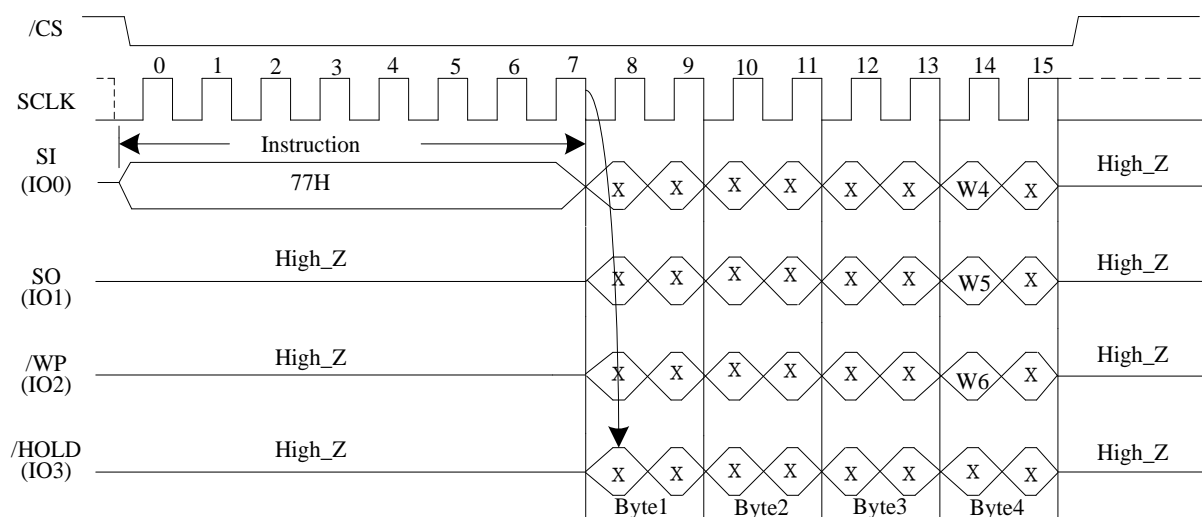 /CS
0 1 2 3 4 5 6 7 8 9 10 11 12 13 14 15
SCLK
Instruction
SI
(IO0)
77H
X X X X X X W4 X
High_Z
SO
(IO1)
High_Z
X X X X X X W5 X
High_Z
/WP
(IO2)
High_Z
X X X X X X W6 X
High_Z
/HOLD
(IO3)
High_Z
X X X X X X X X
High_Z
Byte1 Byte2 Byte3 Byte4